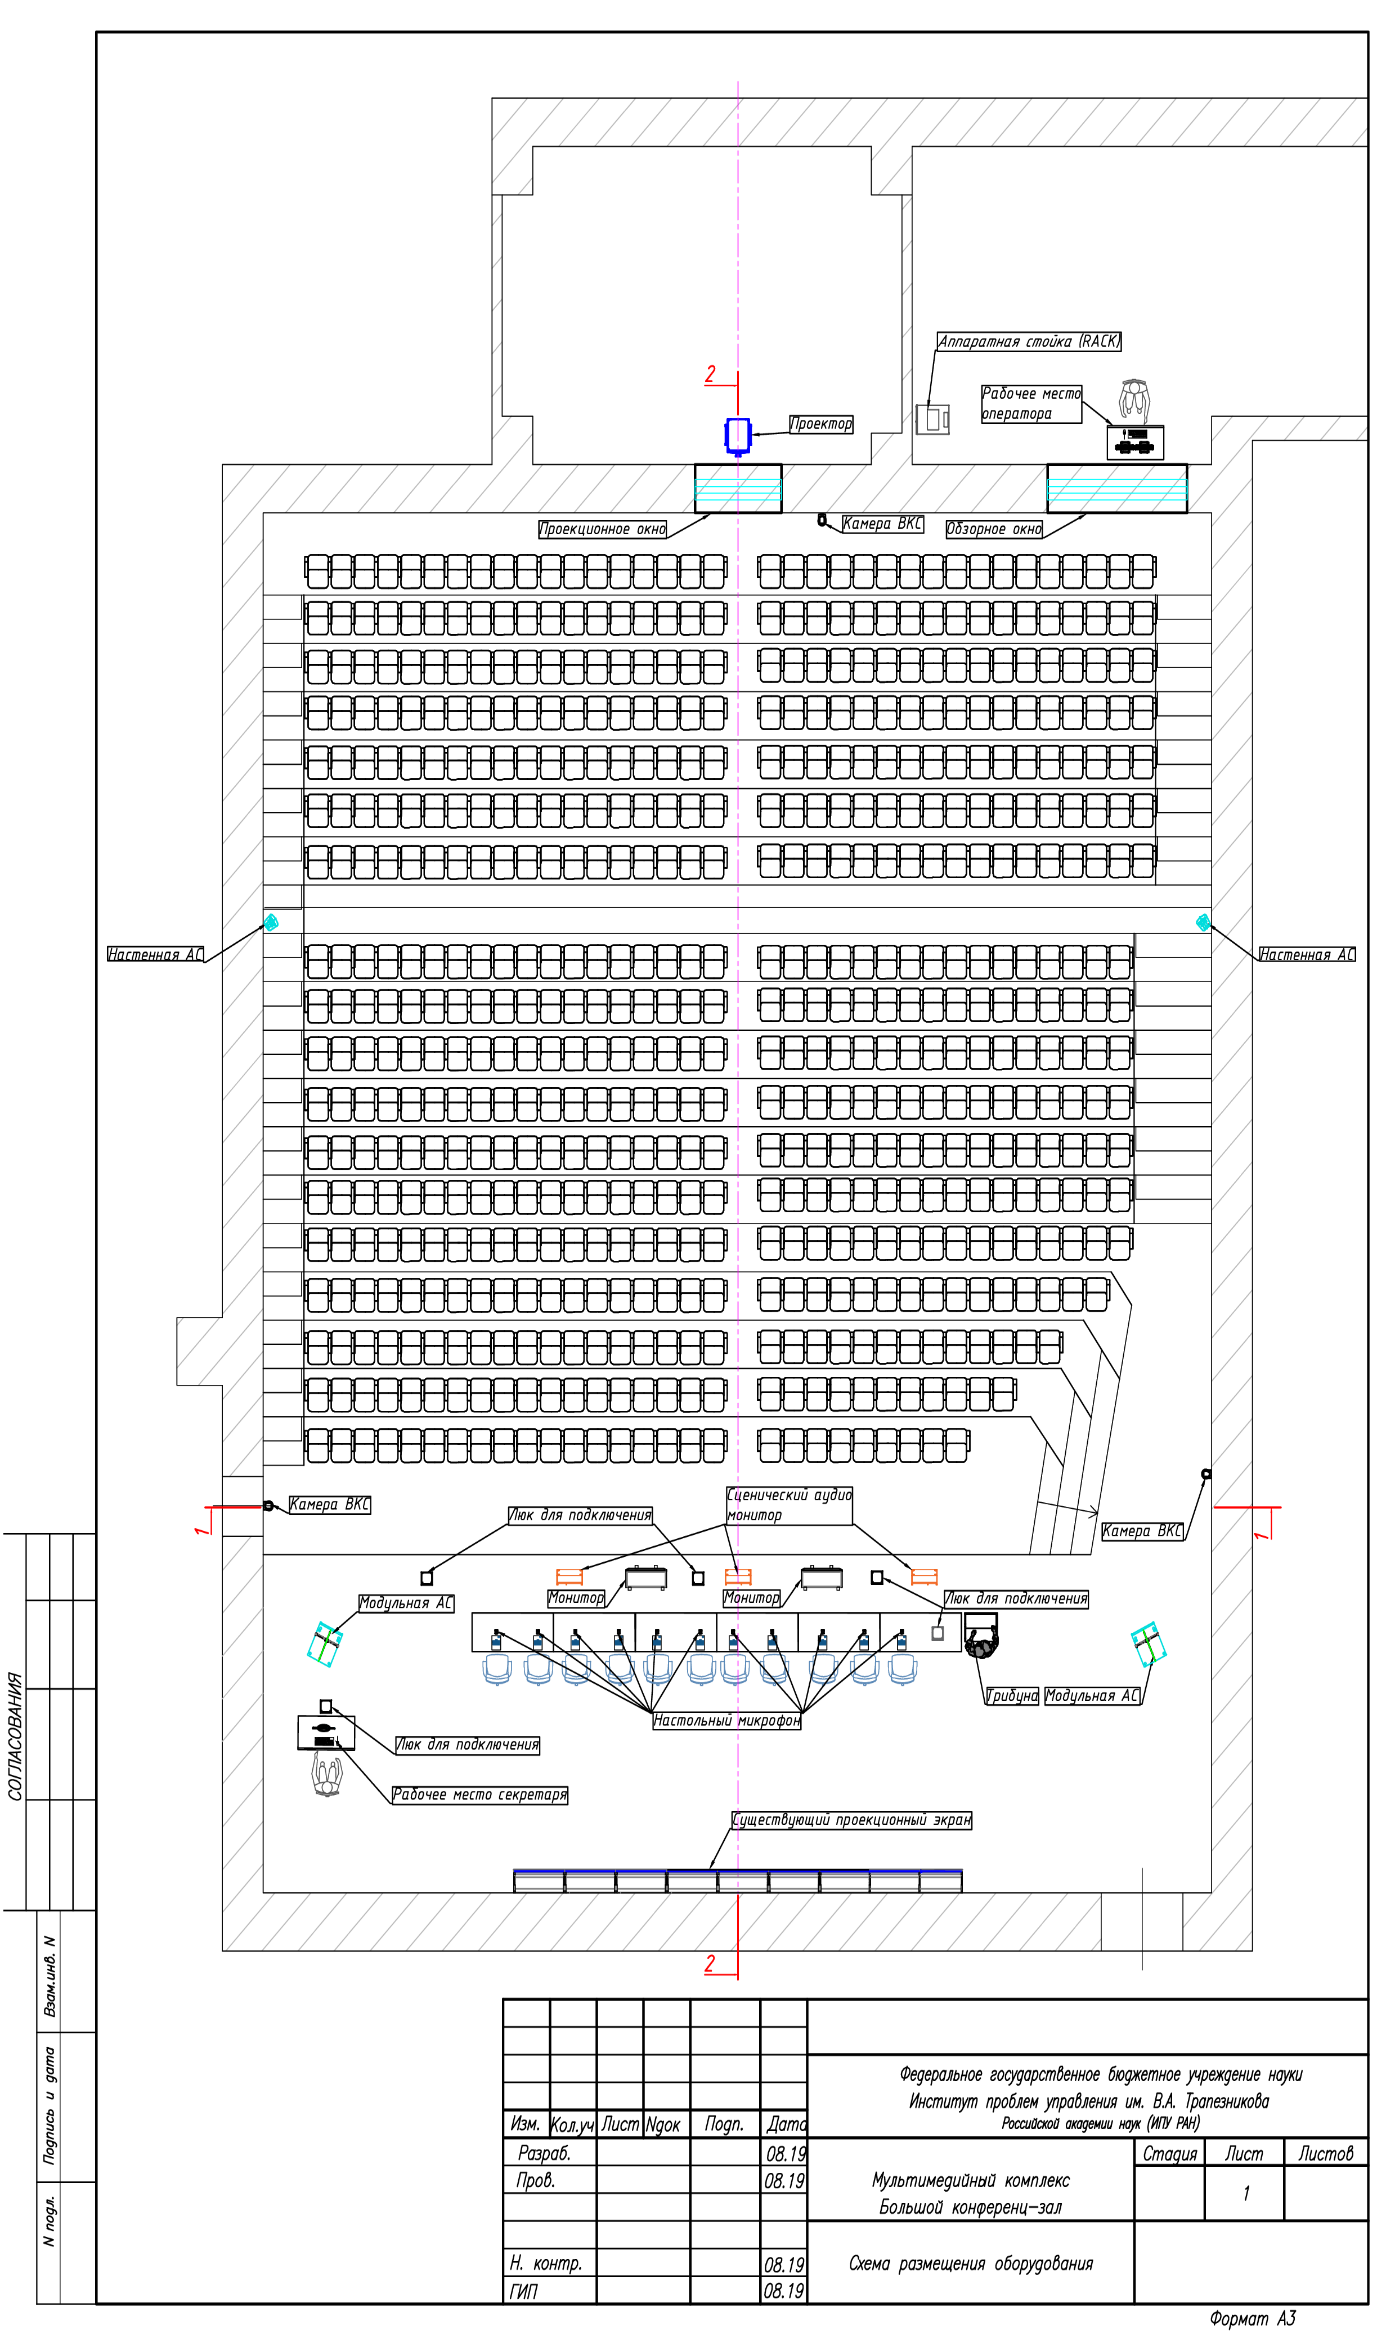 2
Аппаратная стойка (RACK)
Рабочее место
оператора
Проектор
Проекционное окно
Камера ВКС
Обзорное окно
Настенная АС
Настенная АС
Камера ВКС
Люк для подключения
Сценический аудио
монитор
Камера ВКС
1
1
Монитор
Монитор
Люк для подключения
Модульная АС
Трибуна
Модульная АС
Настольный микрофон
Люк для подключения
Рабочее место секретаря
Существующий проекционный экран
2
СОГЛАСОВАНИЯ
Взам.инв. N
Подпись и дата
N подл.
Федеральное государственное бюджетное учреждение науки
Институт проблем управления им. В.А. Трапезникова
Российской академии наук (ИПУ РАН)
Изм. Кол.уч Лист Nдок Подп. Дата
Разраб. 08.19
Пров. 08.19
Н. контр. 08.19
ГИП 08.19
Мультимедийный комплекс
Большой конференц-зал
Стадия Лист Листов
1
Схема размещения оборудования
Формат А3